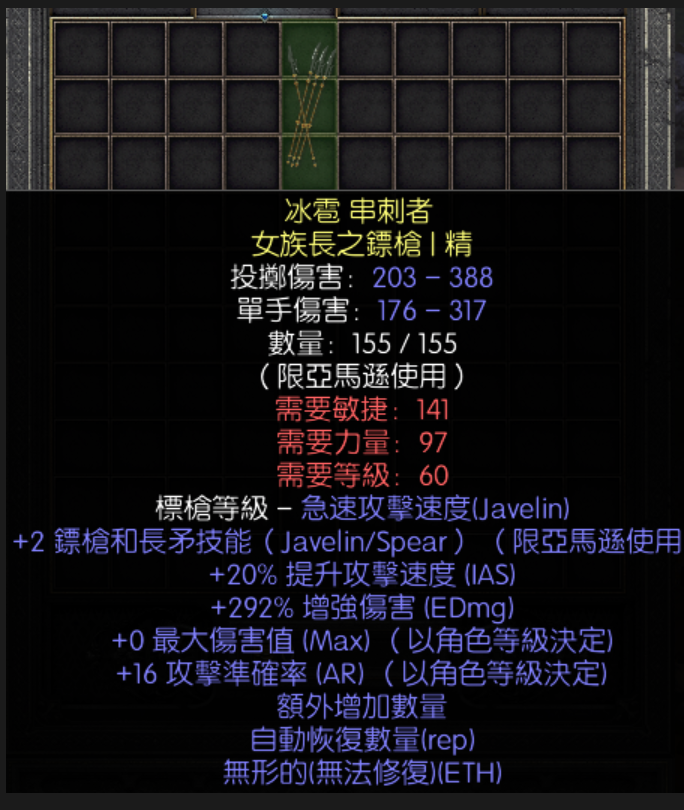 冰雹 串刺者
女族長之鏢槍 | 精
投擲傷害: 203 - 388
單手傷害: 176 - 317
數量: 155 / 155
( 限亞馬遜使用 )
需要敏捷: 141
需要力量: 97
需要等級: 60
標槍等級 - 急速攻擊速度(Javelin)
+2 鏢槍和長矛技能 ( Javelin/Spear ) ( 限亞馬遜使用
+20% 提升攻擊速度 (IAS)
+292% 增強傷害 (EDmg)
+0 最大傷害值 (Max) ( 以角色等級決定)
+16 攻擊準確率 (AR) ( 以角色等級決定)
額外增加數量
自動恢復數量(rep)
無形的(無法修復)(ETH)